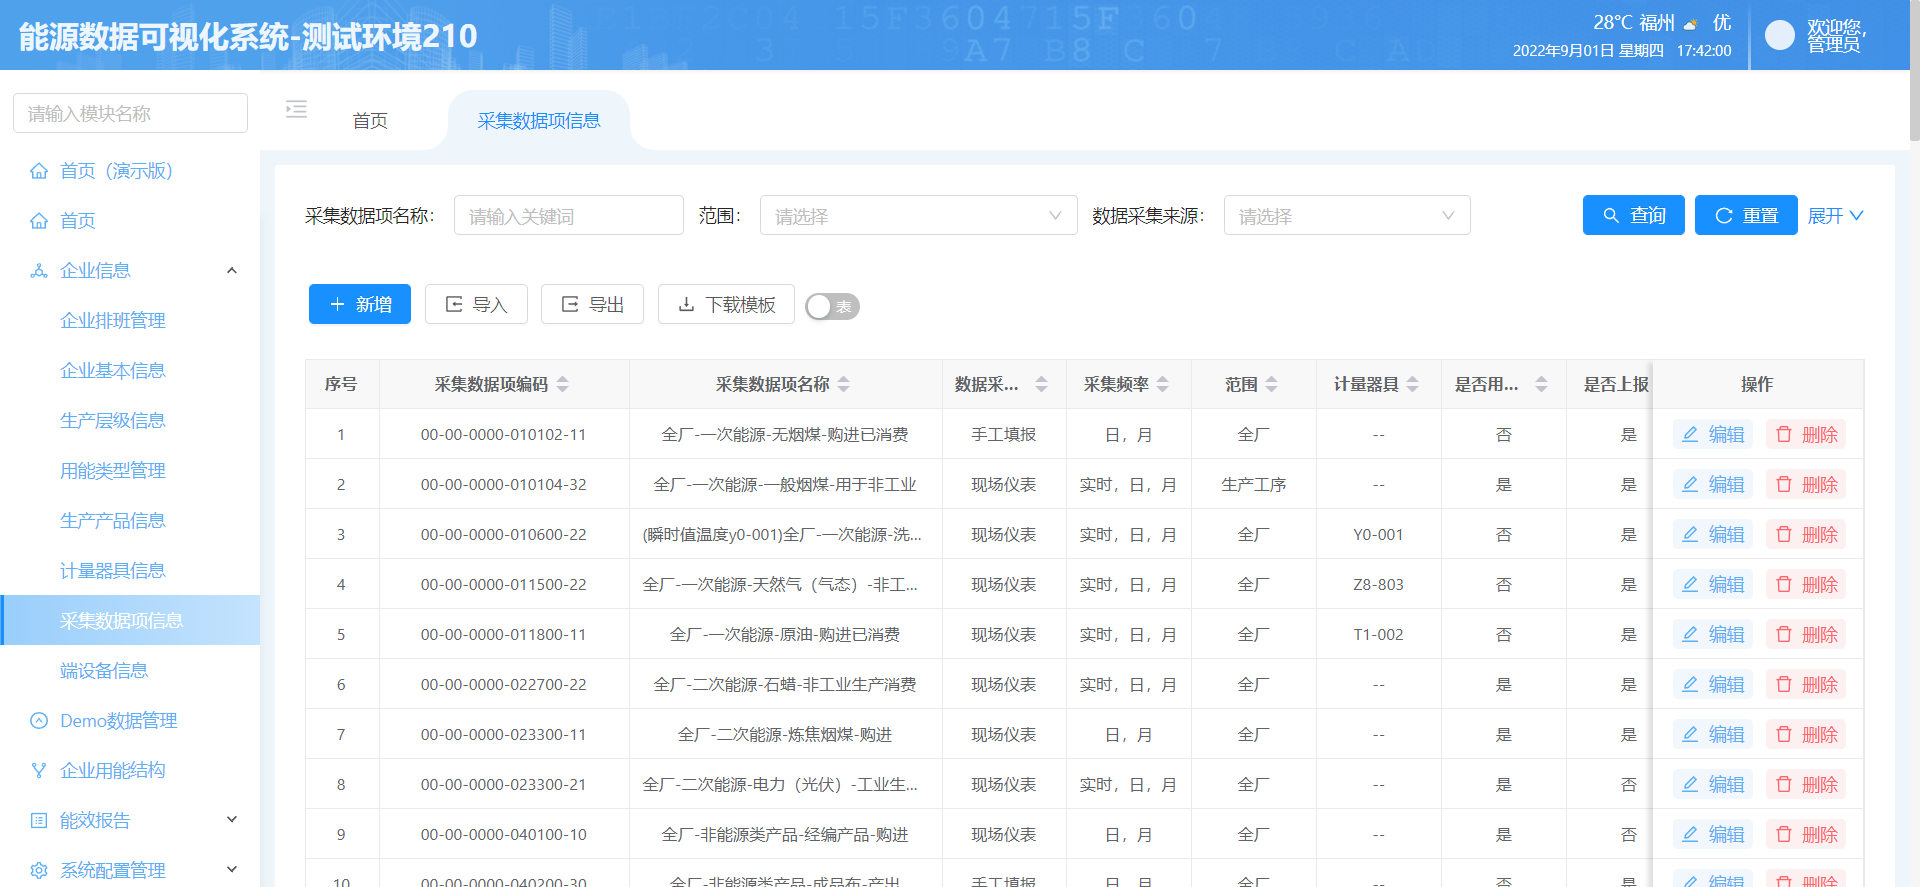 能源数据可视化系统-测试环境210
28°C 福州 优
2022年9月01日 星期四 17:42:00
欢迎您,
管理员
请输入模块名称
首页（演示版）
首页
企业信息
企业排班管理
企业基本信息
生产层级信息
用能类型管理
生产产品信息
计量器具信息
采集数据项信息
端设备信息
Demo数据管理
企业用能结构
能效报告
系统配置管理
首页 采集数据项信息
采集数据项名称: 请输入关键词 范围: 请选择 数据采集来源: 请选择 查询 重置 展开
新增 导入 导出 下载模板 表
序号 采集数据项编码 采集数据项名称 数据采... 采集频率 范围 计量器具 是否用... 是否上报 操作
1 00-00-0000-010102-11 全厂-一次能源-无烟煤-购进已消费 手工填报 日，月 全厂 -- 否 是 编辑 删除
2 00-00-0000-010104-32 全厂-一次能源-一般烟煤-用于非工业 现场仪表 实时，日，月 生产工序 -- 是 是 编辑 删除
3 00-00-0000-010600-22 (瞬时值温度y0-001)全厂-一次能源-洗... 现场仪表 实时，日，月 全厂 Y0-001 否 是 编辑 删除
4 00-00-0000-011500-22 全厂-一次能源-天然气（气态）-非工... 现场仪表 实时，日，月 全厂 Z8-803 否 是 编辑 删除
5 00-00-0000-011800-11 全厂-一次能源-原油-购进已消费 现场仪表 实时，日，月 全厂 T1-002 否 是 编辑 删除
6 00-00-0000-022700-22 全厂-二次能源-石蜡-非工业生产消费 现场仪表 实时，日，月 全厂 -- 是 是 编辑 删除
7 00-00-0000-023300-11 全厂-二次能源-炼焦烟煤-购进 现场仪表 日，月 全厂 -- 是 是 编辑 删除
8 00-00-0000-023300-21 全厂-二次能源-电力（光伏）-工业生... 现场仪表 实时，日，月 全厂 -- 是 否 编辑 删除
9 00-00-0000-040100-10 全厂-非能源类产品-经编产品-购进 现场仪表 日，月 全厂 -- 是 否 编辑 删除
10 00-00-0000-040200-30 全厂-非能源类产品-成品布-产出 手工填报 日，月 全厂 -- 否 是 编辑 删除